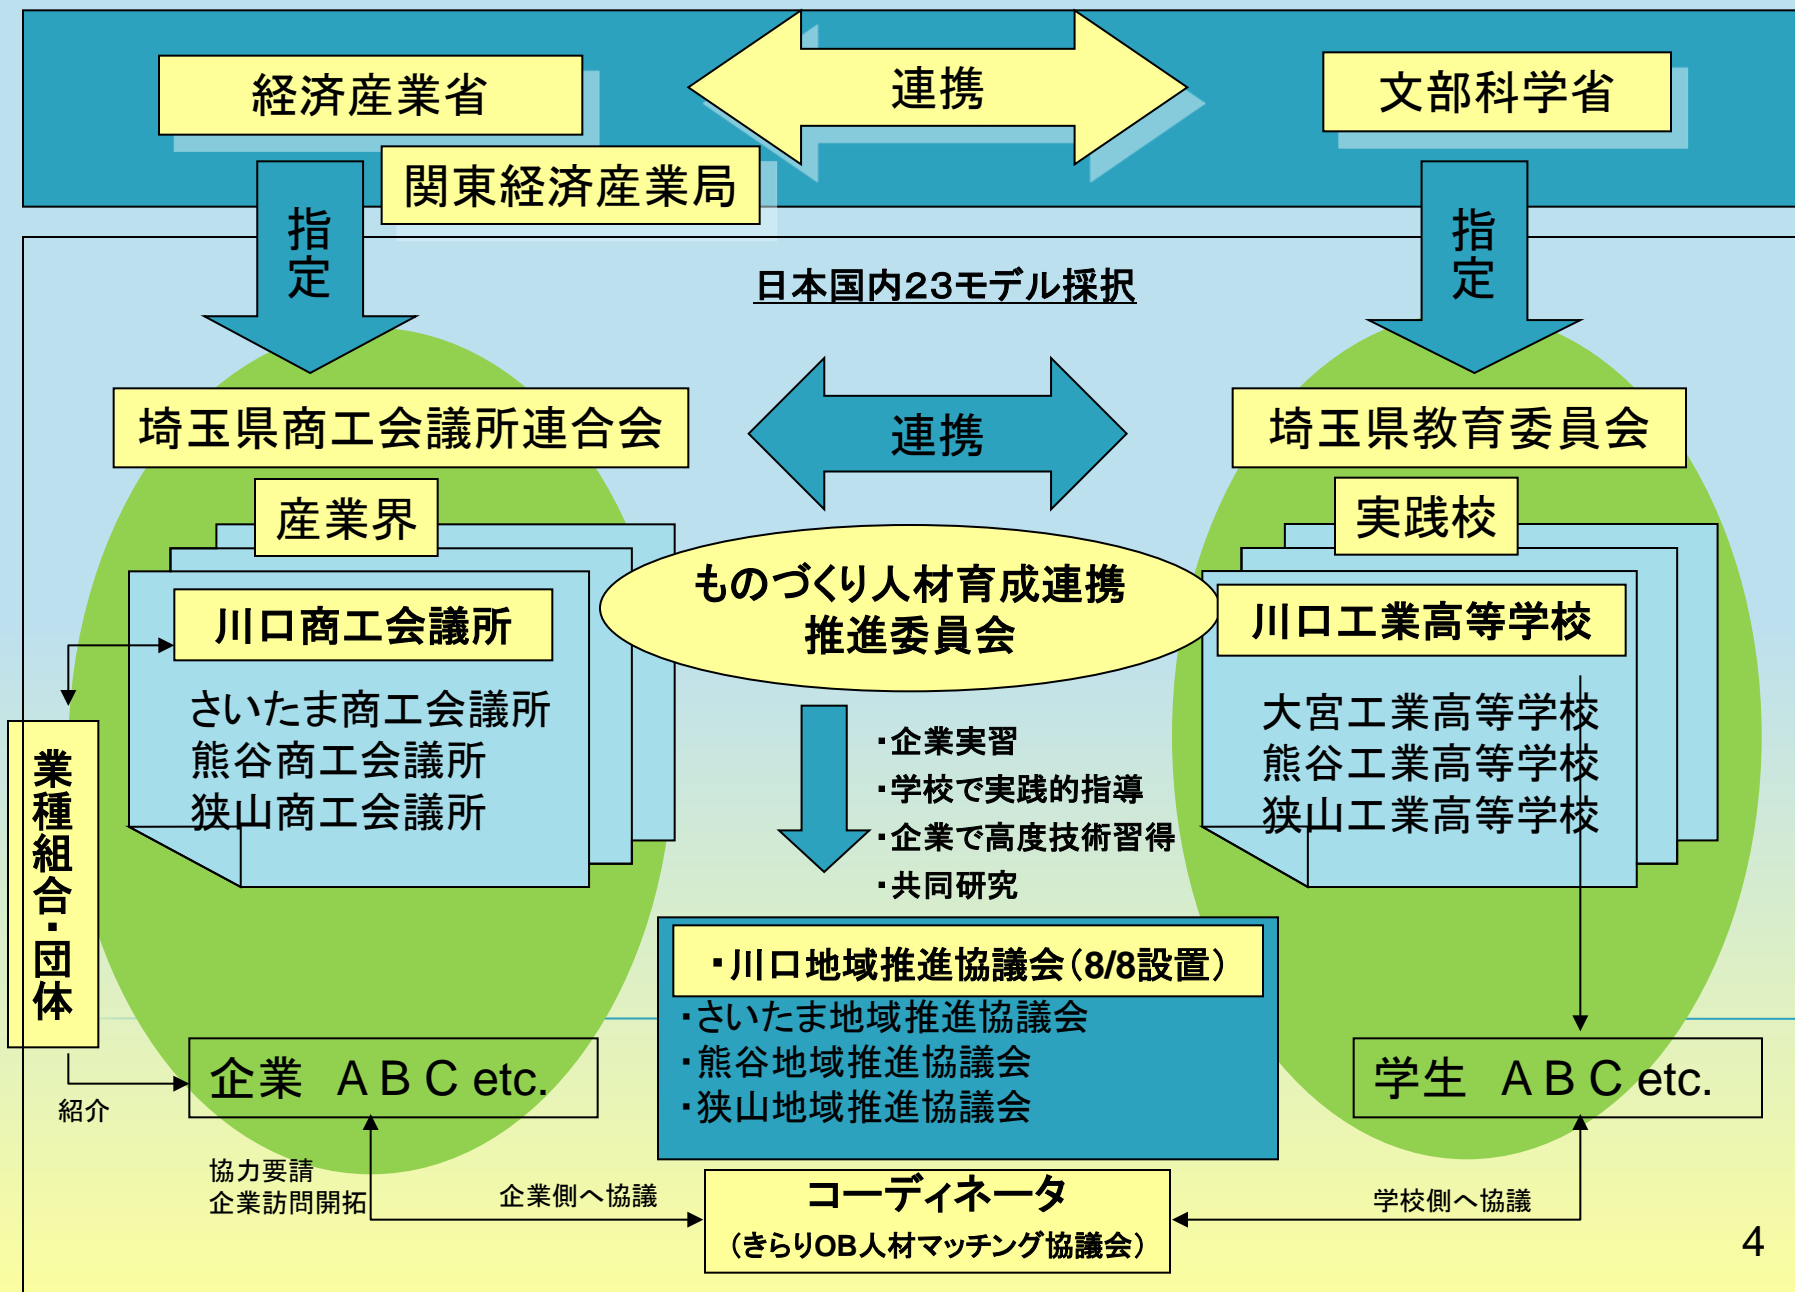 経済産業省
連携
文部科学省
関東経済産業局
指定
指定
日本国内23モデル採択
埼玉県商工会議所連合会
連携
埼玉県教育委員会
産業界
実践校
川口商工会議所
さいたま商工会議所
熊谷商工会議所
狭山商工会議所
ものづくり人材育成連携
推進委員会
川口工業高等学校
大宮工業高等学校
熊谷工業高等学校
狭山工業高等学校
業種組合・団体
・企業実習
・学校で実践的指導
・企業で高度技術習得
・共同研究
・川口地域推進協議会（8/8設置）
・さいたま地域推進協議会
・熊谷地域推進協議会
・狭山地域推進協議会
企業 A B C etc.
学生 A B C etc.
紹介
協力要請
企業訪問開拓
企業側へ協議
コーディネータ
（きらりOB人材マッチング協議会）
学校側へ協議
4